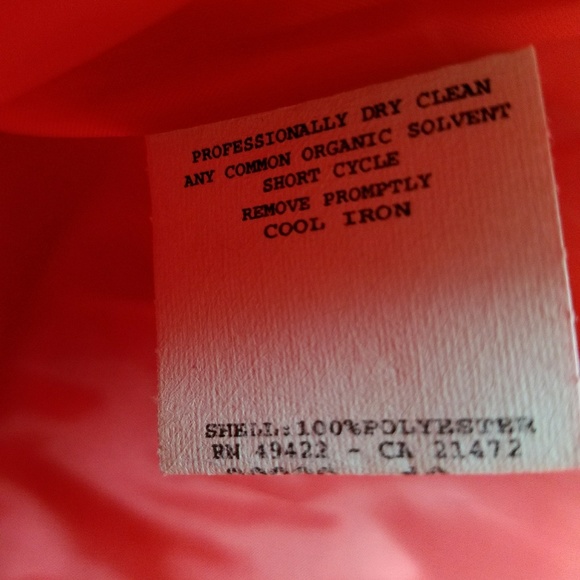 PROFESSIONALLY DRY CLEAN
ANY COMMON ORGANIC SOLVENT
SHORT CYCLE
REMOVE PROMPTLY
COOL IRON
SHELL:100%POLYESTER
RN 49422 - CA 21472